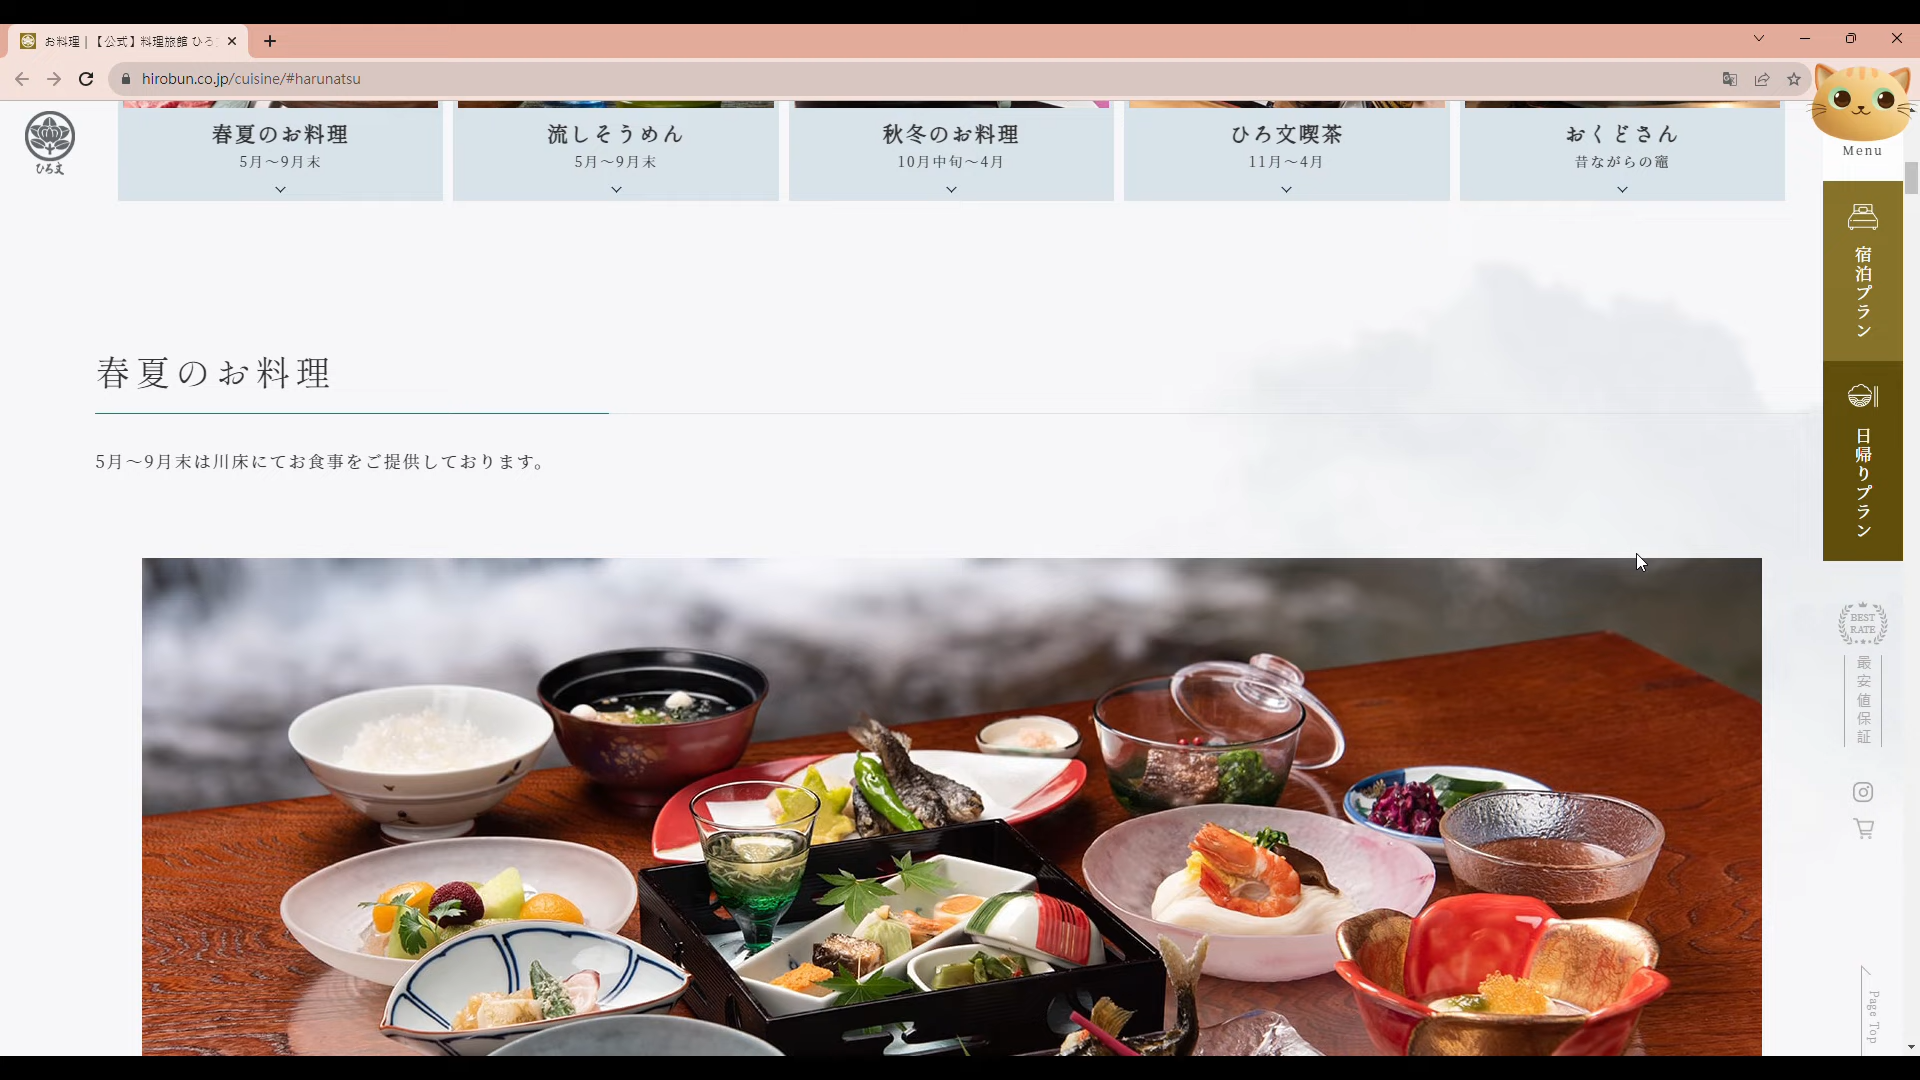 お料理 | 【公式】料理旅館 ひろ
hirobun.co.jp/cuisine/#harunatsu
ひろ文
春夏のお料理
5月～9月末
流しそうめん
5月～9月末
秋冬のお料理
10月中旬～4月
ひろ文喫茶
11月～4月
おくどさん
昔ながらの竈
Menu
宿泊プラン
日帰りプラン
春夏のお料理
5月～9月末は川床にてお食事をご提供しております。
BEST
RATE
最安値保証
Page Top